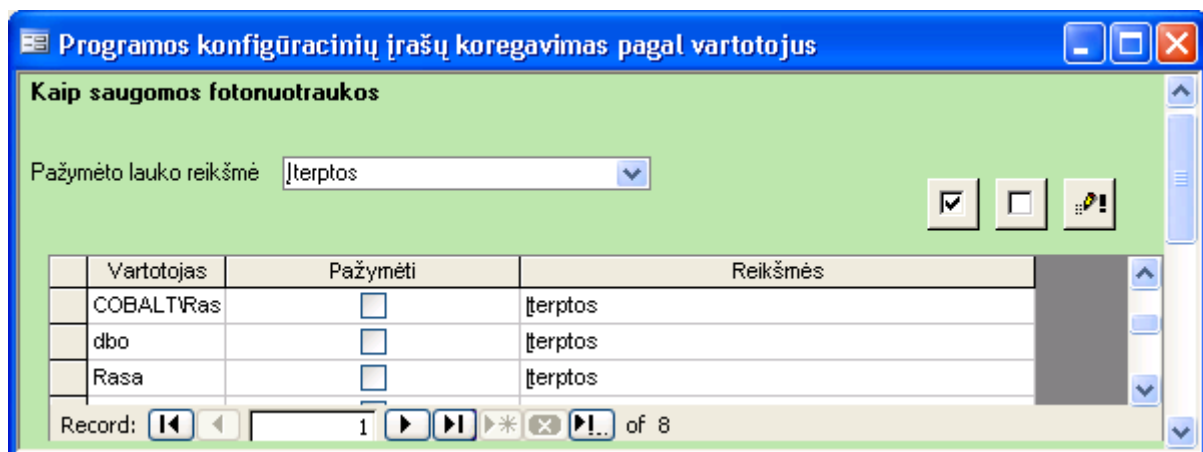 Programos konfigūracinių įrašų koregavimas pagal vartotojus
Kaip saugomos fotonuotraukos
Pažymėto lauko reikšmė Įterptos
Vartotojas Pažymėti Reikšmės
COBALT\Ras Įterptos
dbo Įterptos
Rasa Įterptos
Record: 1 of 8